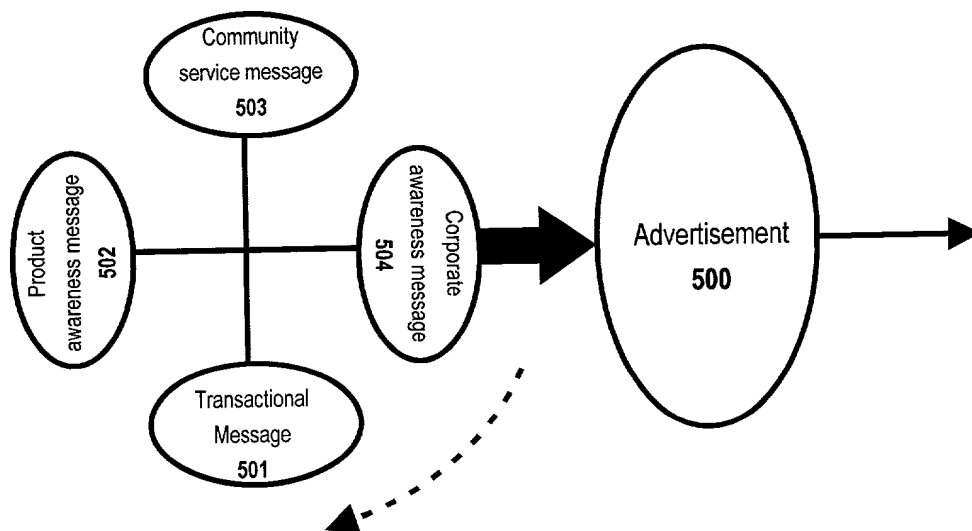 Community
service message
503
Product
awareness message
502
Corporate
awareness message
504
Advertisement
500
Transactional
Message
501